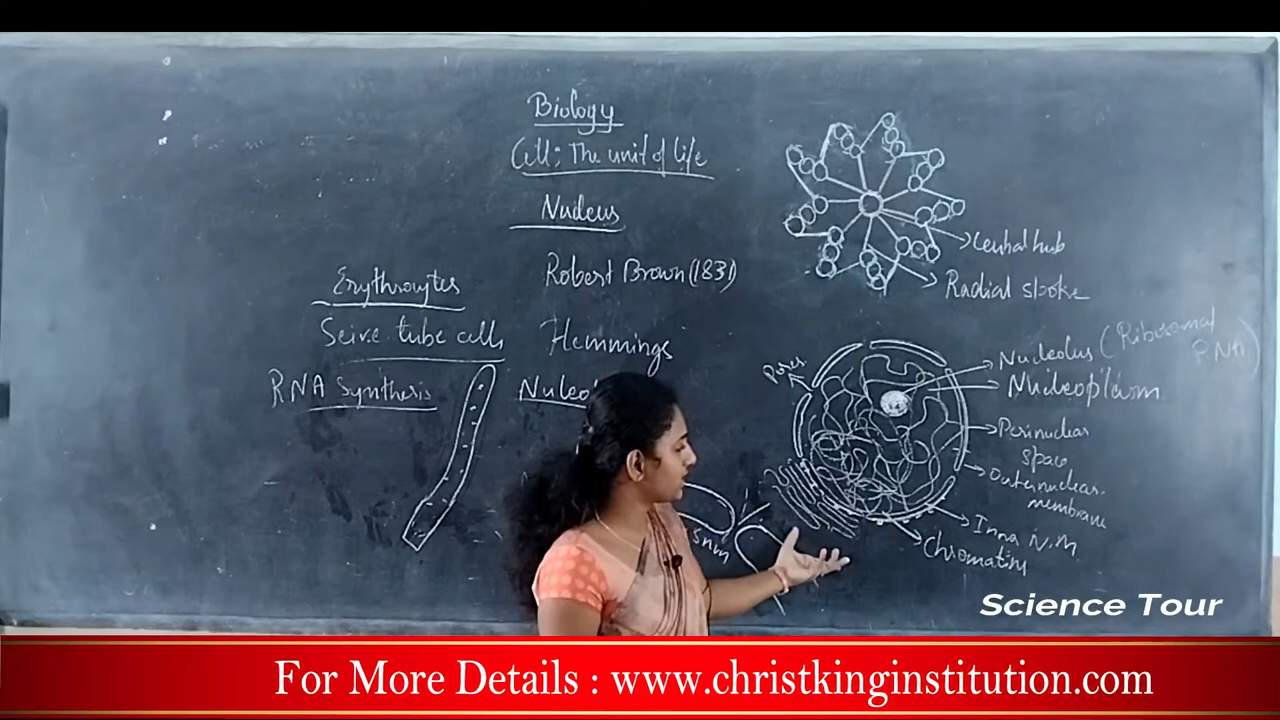 Biology
Cell: The unit of life
Nucleus
Robert Brown (1831)
Erythrocytes
Seive tube cells
Flemmings
RNA Synthesis
Central hub
Radial spoke
Pores
Nucleolus (Ribosomal
RNA)
Nucleoplasm
Perinuclear
space
Outer nuclear
membrane
Inner N.M
Chromatin
Science Tour
For More Details : www.christkinginstitution.com